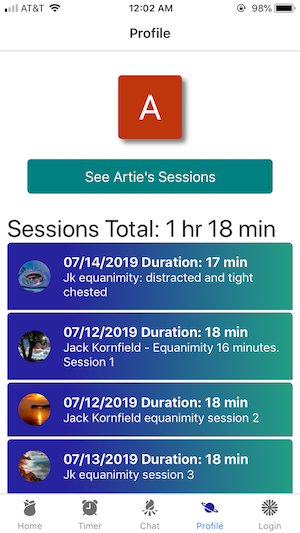 AT&T 12:02 AM 98%
Profile
A
See Artie's Sessions
Sessions Total: 1 hr 18 min
07/14/2019 Duration: 17 min
Jk equanimity: distracted and tight
chested
07/12/2019 Duration: 18 min
Jack Kornfield - Equanimity 16 minutes.
Session 1
07/12/2019 Duration: 18 min
Jack Kornfield equanimity session 2
07/13/2019 Duration: 18 min
Jk equanimity session 3
Home Timer Chat Profile Login